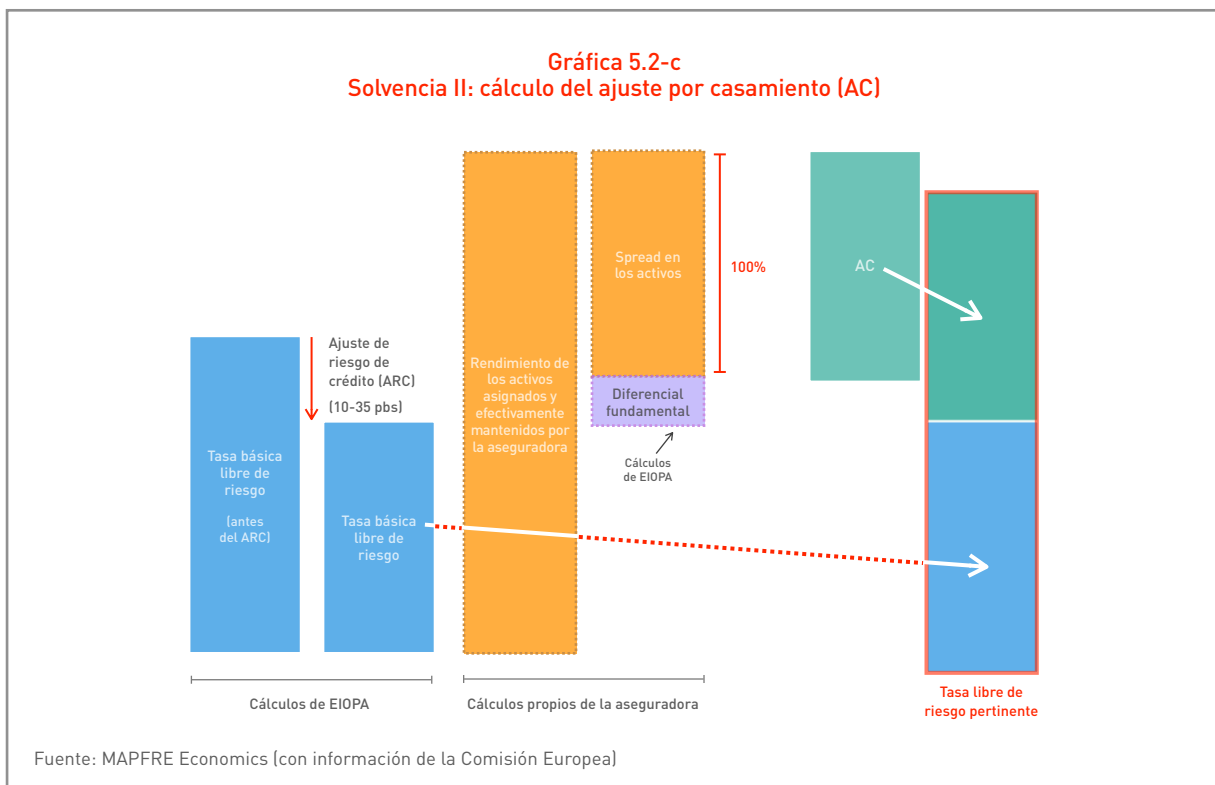 Gráfica 5.2-c
Solvencia II: cálculo del ajuste por casamiento (AC)
Tasa básica
libre de
riesgo
(antes
del ARC)
Ajuste de
riesgo de
crédito (ARC)
(10-35 pbs)
Tasa básica
libre de
riesgo
Cálculos de EIOPA
Rendimiento de
los activos
asignados y
efectivamente
mantenidos por
la aseguradora
Spread en
los activos
100%
Diferencial
fundamental
Cálculos
de EIOPA
Cálculos propios de la aseguradora
AC
Tasa libre de
riesgo pertinente
Fuente: MAPFRE Economics (con información de la Comisión Europea)